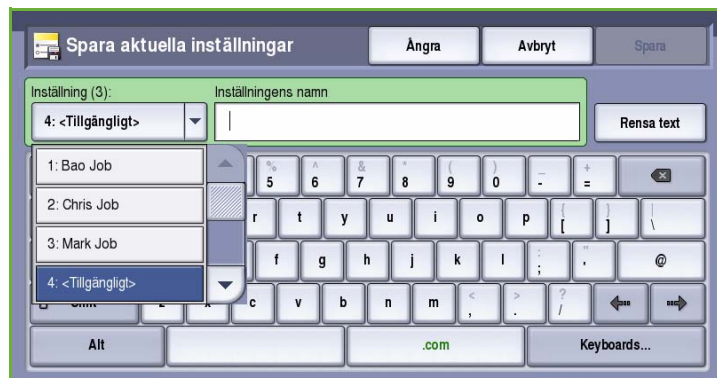 Spara aktuella inställningar
Ångra
Avbryt
Spara
Inställning (3):
Inställningens namn
4: <Tillgängligt>
Rensa text
1: Bao Job
2: Chris Job
3: Mark Job
4: <Tillgängligt>
% ^ & * ( ) _ +
5 6 7 8 9 0 - =
r t y u i o p { [ } ] | \
f g h j k l : ; " ' @
c v b n m < , > . ? /
Alt
.com
Keyboards...